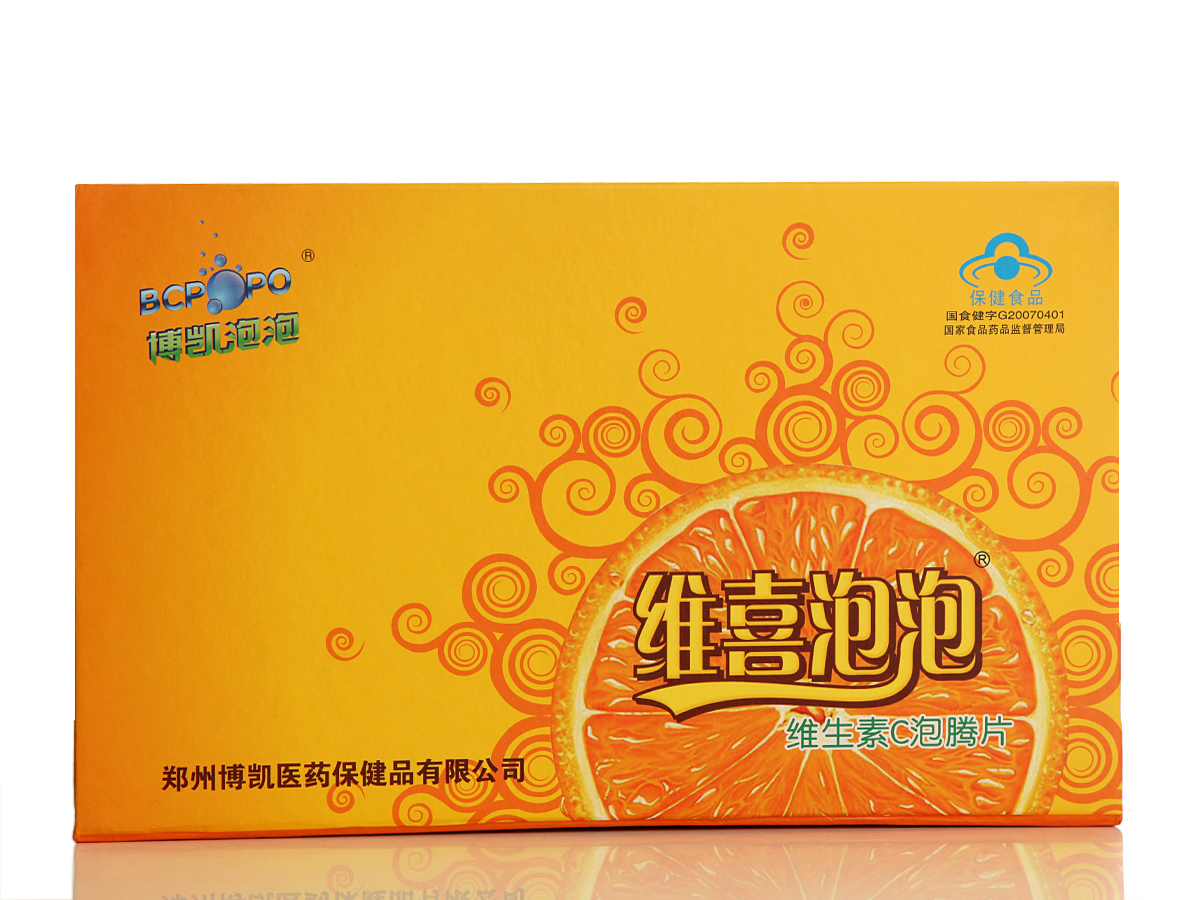 BCPOPO®
博凯泡泡
保健食品
国食健字G20070401
国家食品药品监督管理局
维喜泡泡®
维生素C泡腾片
郑州博凯医药保健品有限公司